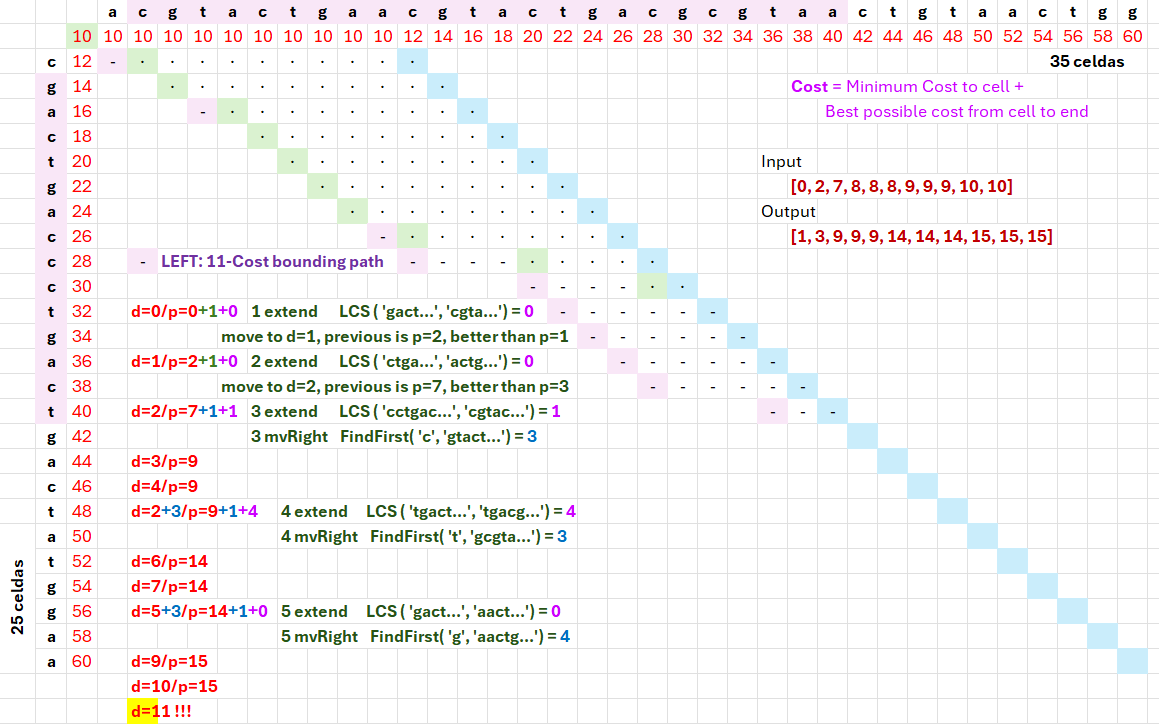 a c g t a c t g a a c g t a c t g a c g c g t a a c t g t a a c t g g
10 10 10 10 10 10 10 10 10 10 10 12 14 16 18 20 22 24 26 28 30 32 34 36 38 40 42 44 46 48 50 52 54 56 58 60
c 12 - · · · · · · · · · · 35 celdas
g 14 · · · · · · · · · · Cost = Minimum Cost to cell +
a 16 - · · · · · · · · · Best possible cost from cell to end
c 18 · · · · · · · · ·
t 20 · · · · · · · · · Input
g 22 · · · · · · · · · [0, 2, 7, 8, 8, 8, 9, 9, 9, 10, 10]
a 24 · · · · · · · · · Output
c 26 - · · · · · · · · [1, 3, 9, 9, 9, 14, 14, 14, 15, 15, 15]
c 28 - LEFT: 11-Cost bounding path - - - - · · · · ·
c 30 - - - - · ·
t 32 d=0/p=0+1+0 1 extend LCS ( 'gact...', 'cgta...') = 0 - - - - - -
g 34 move to d=1, previous is p=2, better than p=1 - - - - - -
a 36 d=1/p=2+1+0 2 extend LCS ( 'ctga...', 'actg...') = 0 - - - - - -
c 38 move to d=2, previous is p=7, better than p=3 - - - - - -
t 40 d=2/p=7+1+1 3 extend LCS ( 'cctgac...', 'cgtac...') = 1 - - -
g 42 3 mvRight FindFirst( 'c', 'gtact...') = 3
a 44 d=3/p=9
c 46 d=4/p=9
t 48 d=2+3/p=9+1+4 4 extend LCS ( 'tgact...', 'tgacg...') = 4
a 50 4 mvRight FindFirst( 't', 'gcgta...') = 3
t 52 d=6/p=14
g 54 d=7/p=14
g 56 d=5+3/p=14+1+0 5 extend LCS ( 'gact...', 'aact...') = 0
a 58 5 mvRight FindFirst( 'g', 'aactg...') = 4
a 60 d=9/p=15
d=10/p=15
d=11 !!!
25 celdas